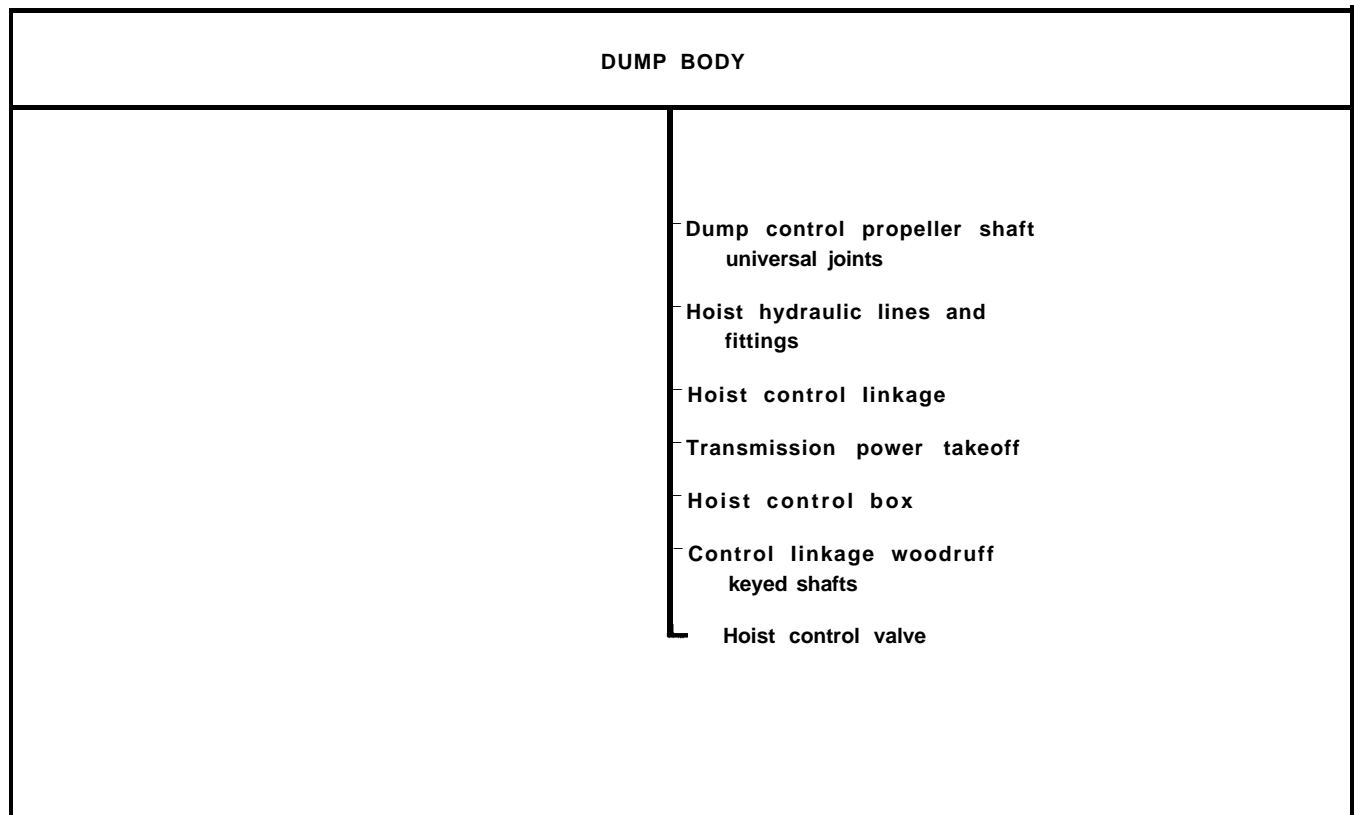 DUMP BODY
Dump control propeller shaft
universal joints
Hoist hydraulic lines and
fittings
Hoist control linkage
Transmission power takeoff
Hoist control box
Control linkage woodruff
keyed shafts
Hoist control valve